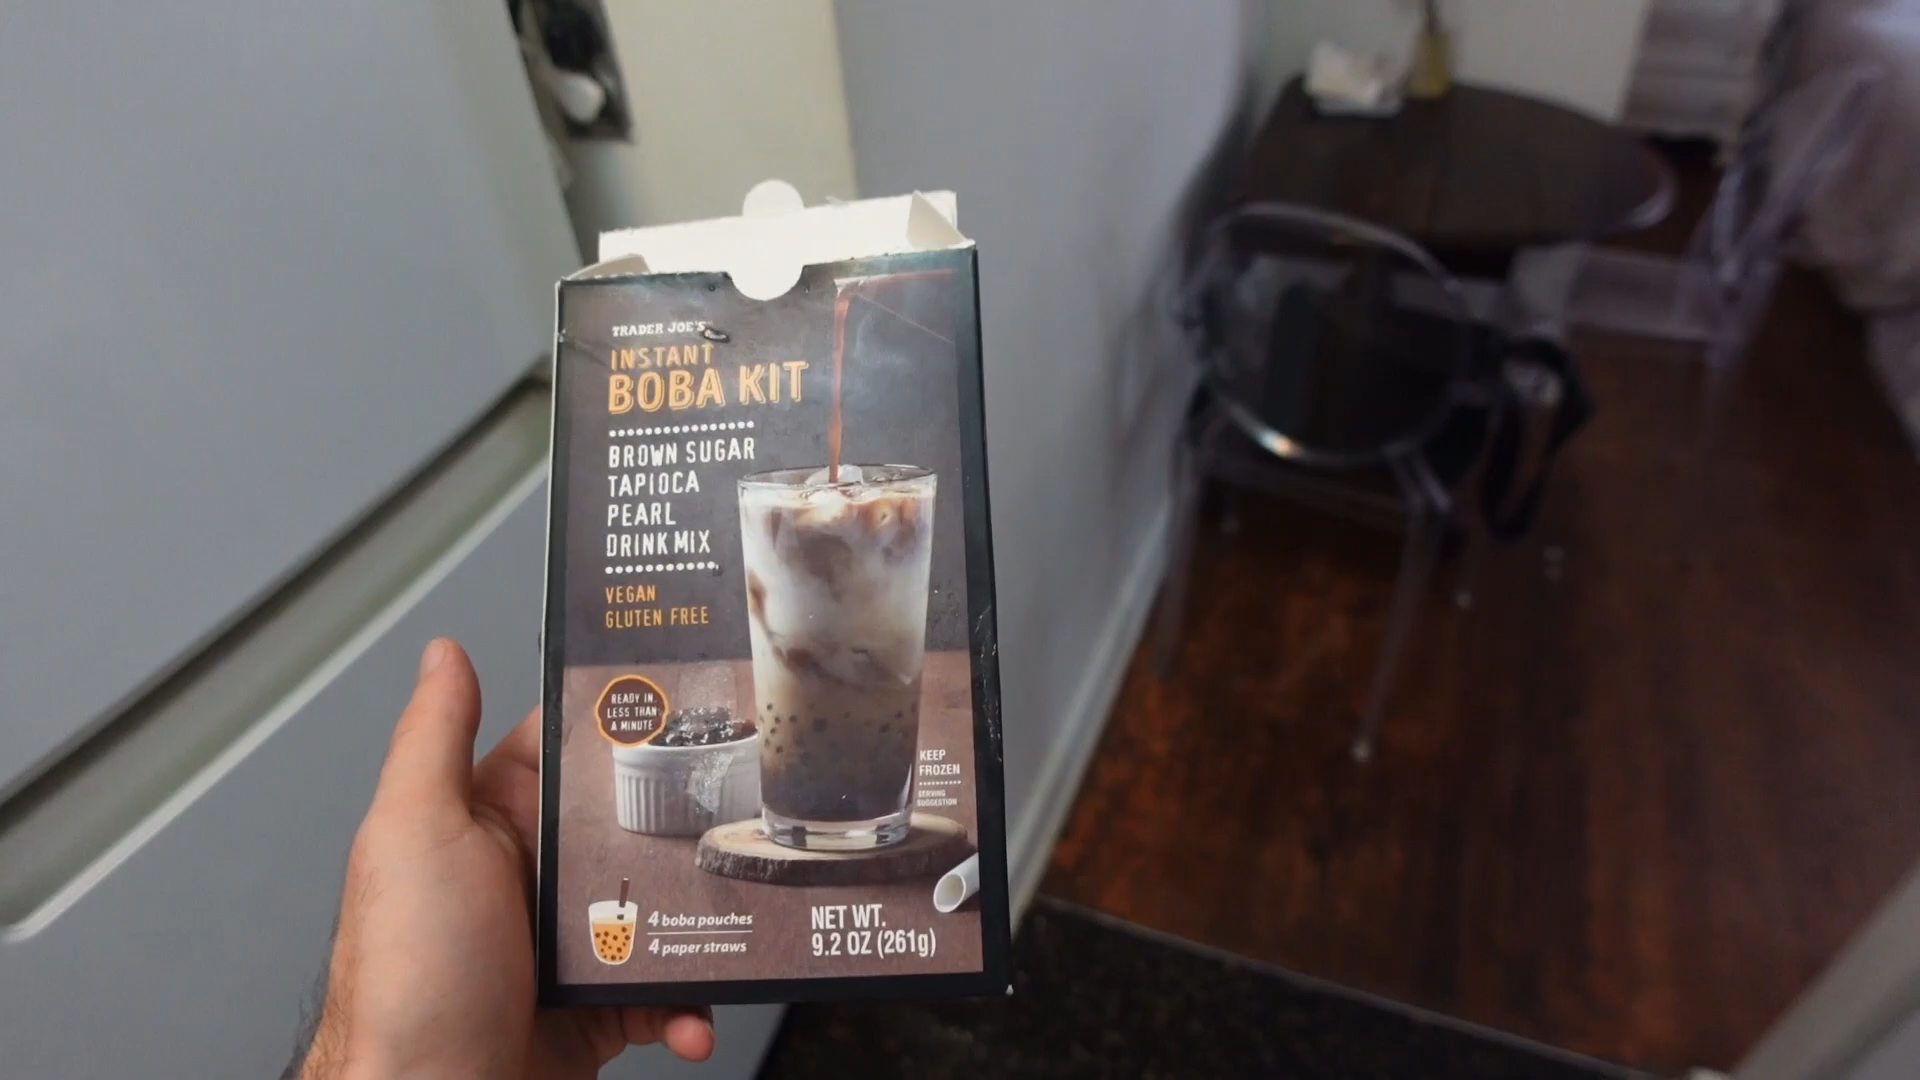 TRADER JOE'S
INSTANT
BOBA KIT
BROWN SUGAR
TAPIOCA
PEARL
DRINK MIX
VEGAN
GLUTEN FREE
READY IN
LESS THAN
A MINUTE
KEEP
FROZEN
SERVING
SUGGESTION
4 boba pouches
4 paper straws
NET WT.
9.2 OZ (261g)